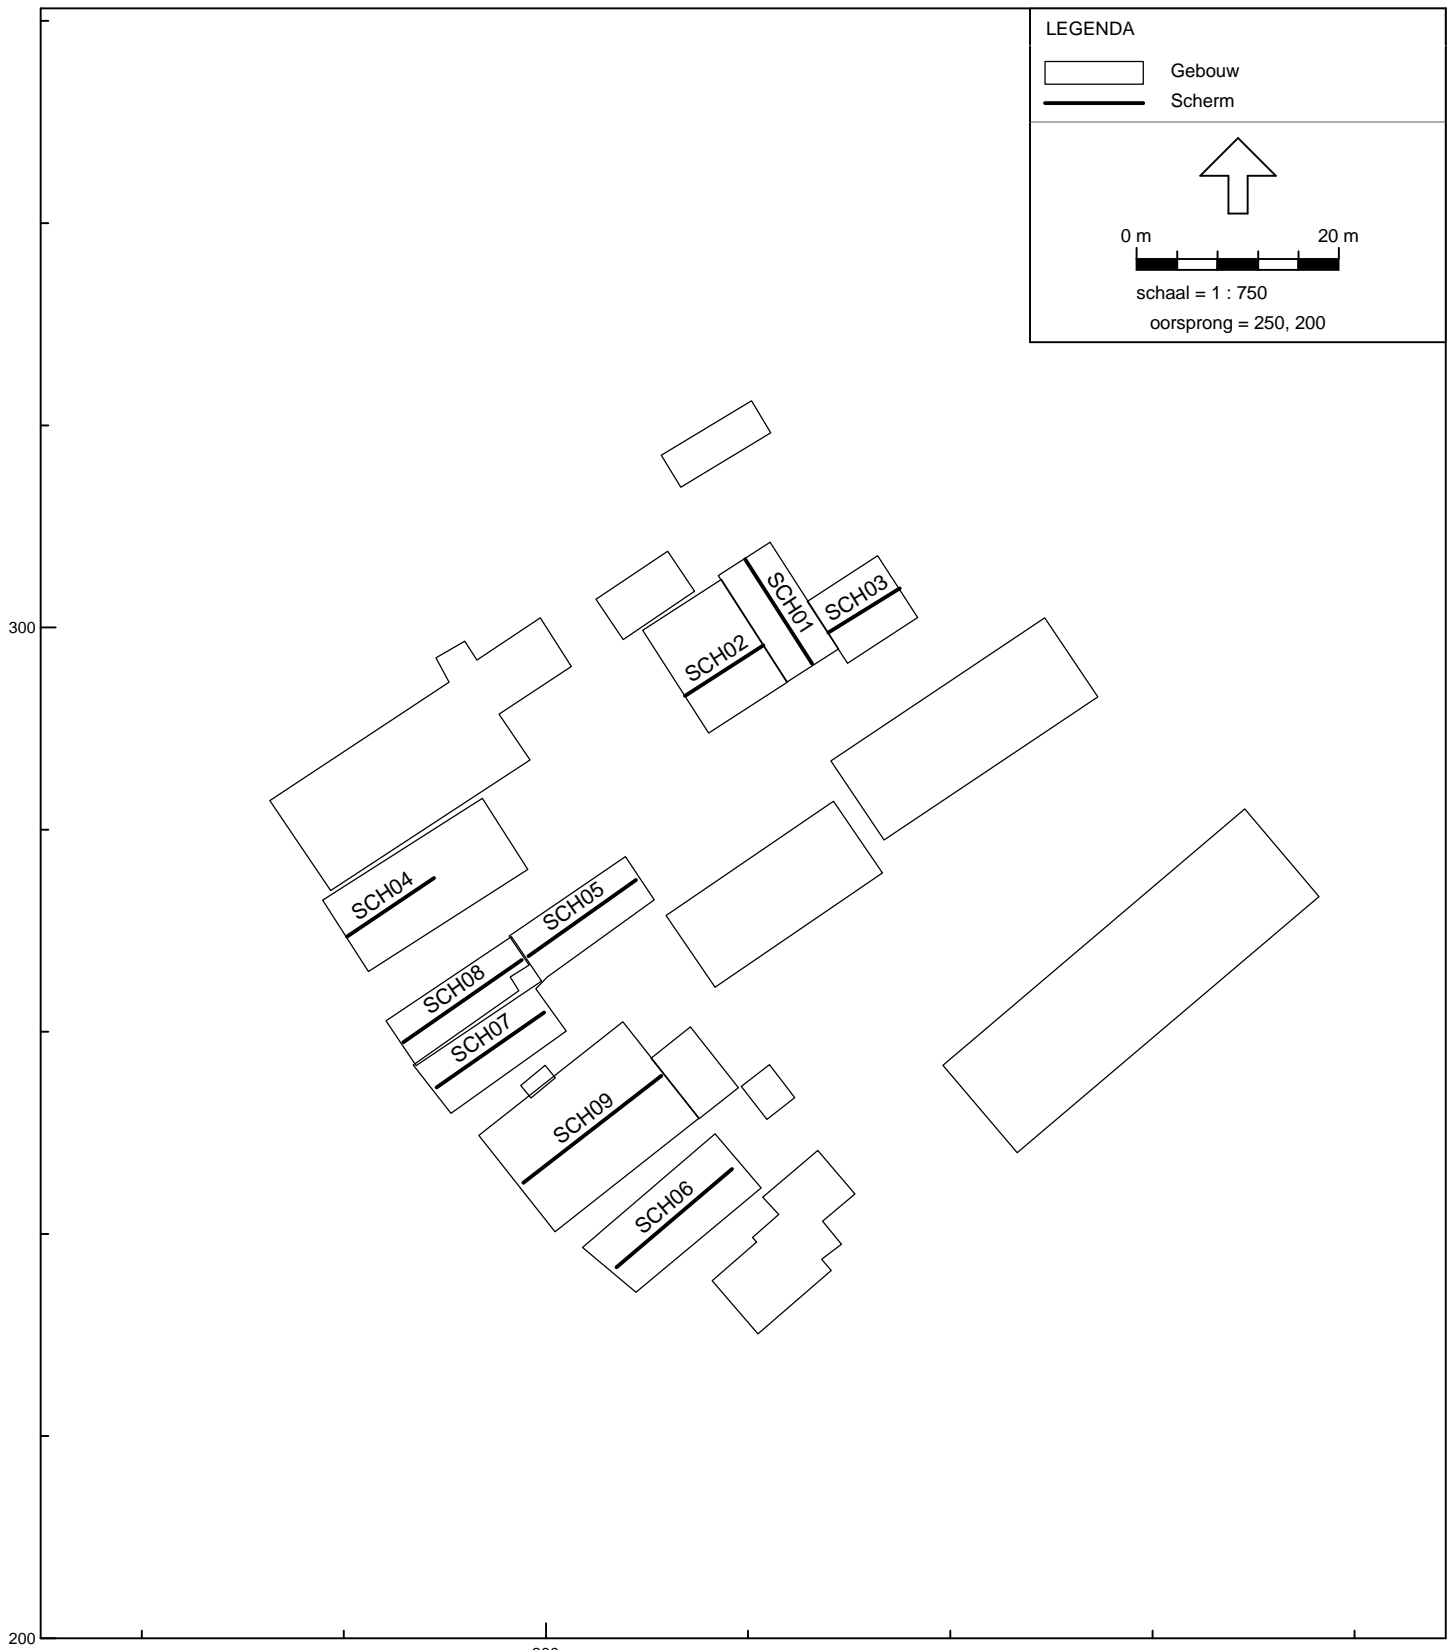 LEGENDA
Gebouw
Scherm
0 m 20 m
schaal = 1 : 750
oorsprong = 250, 200
SCH01
SCH03
SCH02
300
SCH04
SCH05
SCH08
SCH07
SCH09
SCH06
200